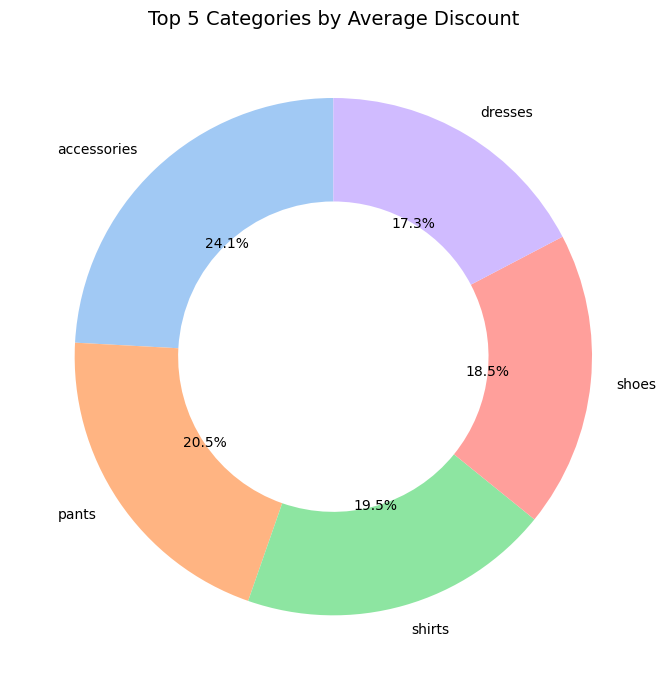 Top 5 Categories by Average Discount
dresses
accessories
17.3%
24.1%
18.5%
shoes
20.5%
19.5%
pants
shirts